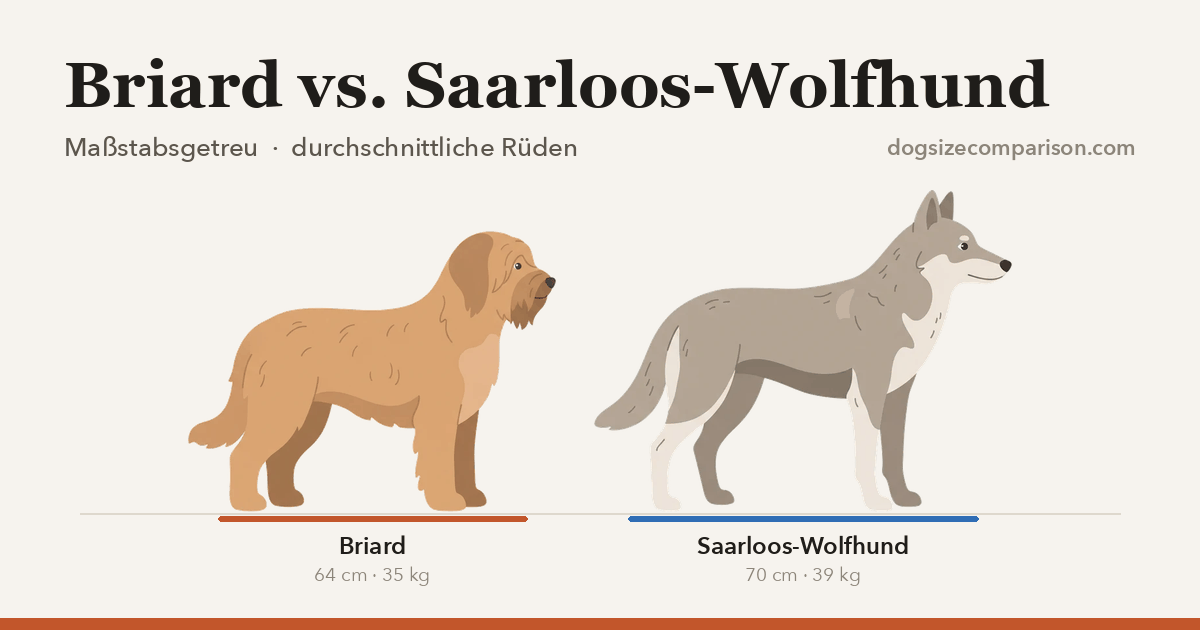 Briard vs. Saarloos-Wolfhund
Maßstabsgetreu · durchschnittliche Rüden
dogsizecomparison.com
Briard
64 cm · 35 kg
Saarloos-Wolfhund
70 cm · 39 kg